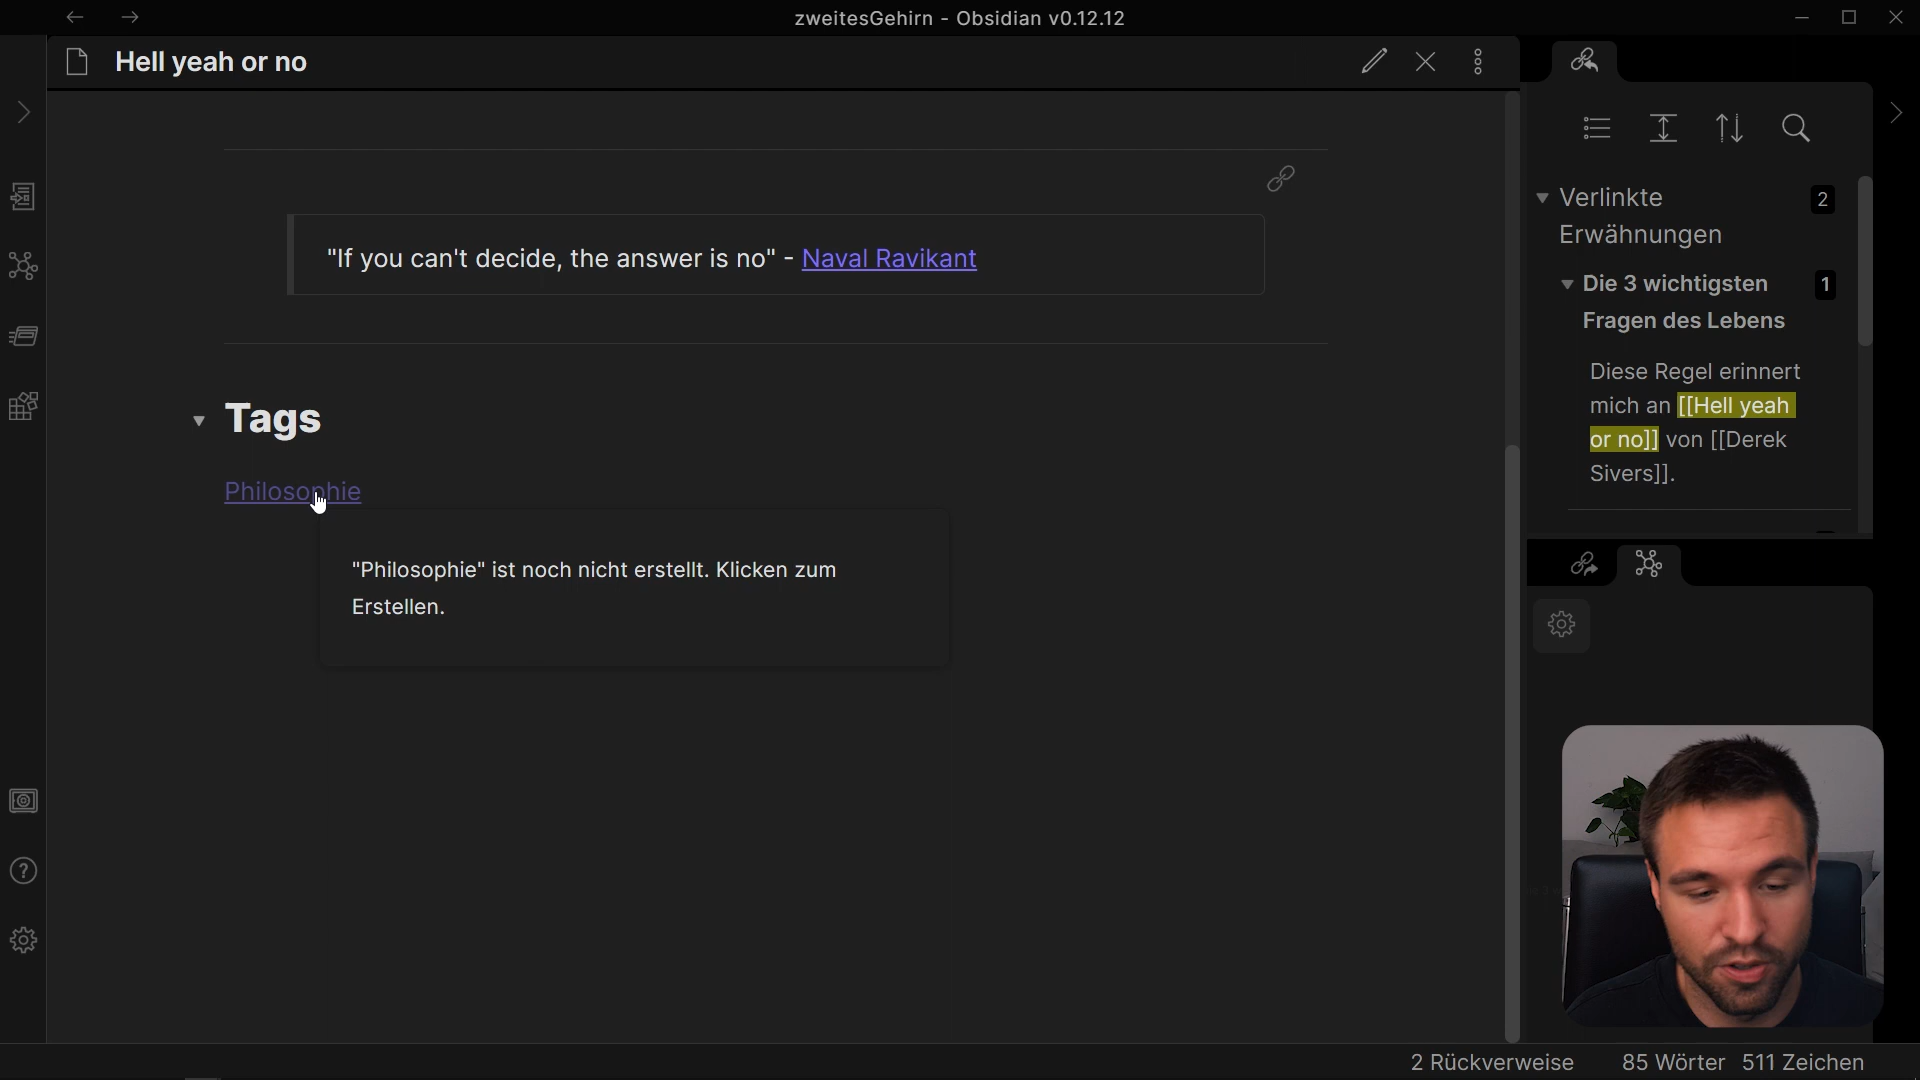 zweitesGehirn - Obsidian v0.12.12
Hell yeah or no
"If you can't decide, the answer is no" - Naval Ravikant
Tags
Philosophie
"Philosophie" ist noch nicht erstellt. Klicken zum
Erstellen.
Verlinkte 2
Erwähnungen
Die 3 wichtigsten 1
Fragen des Lebens
Diese Regel erinnert
mich an [[Hell yeah
or no]] von [[Derek
Sivers]].
2 Rückverweise 85 Wörter 511 Zeichen